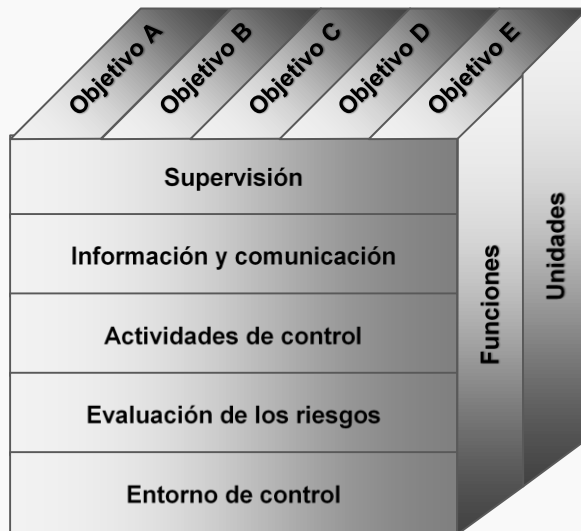 Objetivo A
Objetivo B
Objetivo C
Objetivo D
Objetivo E
Supervisión
Información y comunicación
Actividades de control
Evaluación de los riesgos
Entorno de control
Funciones
Unidades